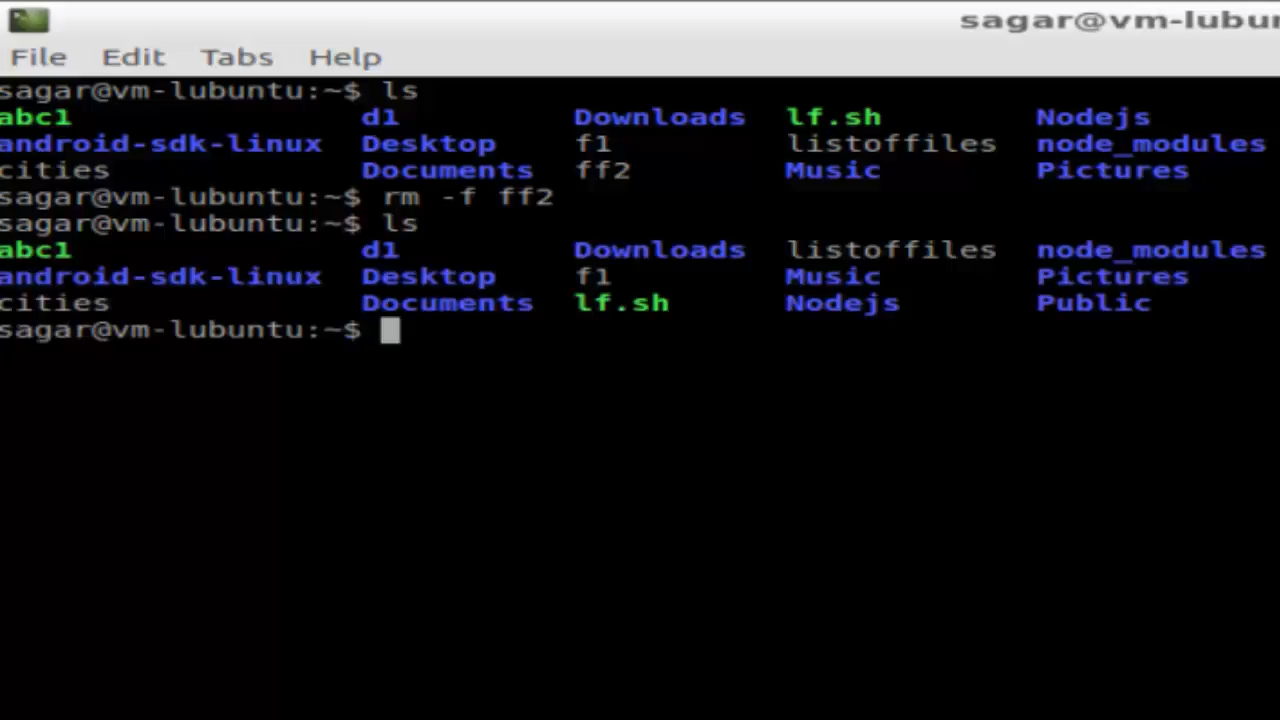 sagar@vm-lubu
File Edit Tabs Help
sagar@vm-lubuntu:~$ ls
abc1 d1 Downloads lf.sh Nodejs
android-sdk-linux Desktop f1 listoffiles node_modules
cities Documents ff2 Music Pictures
sagar@vm-lubuntu:~$ rm -f ff2
sagar@vm-lubuntu:~$ ls
abc1 d1 Downloads listoffiles node_modules
android-sdk-linux Desktop f1 Music Pictures
cities Documents lf.sh Nodejs Public
sagar@vm-lubuntu:~$